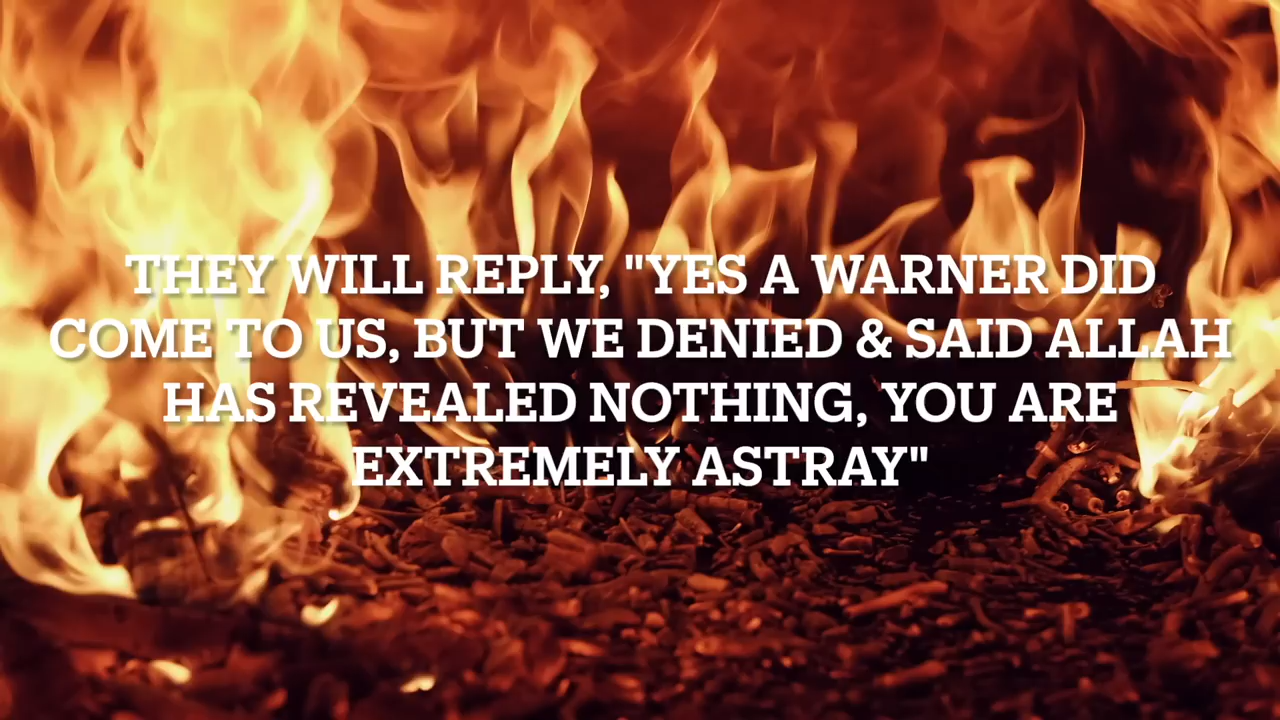 THEY WILL REPLY, "YES A WARNER DID
COME TO US, BUT WE DENIED & SAID ALLAH
HAS REVEALED NOTHING, YOU ARE
EXTREMELY ASTRAY"